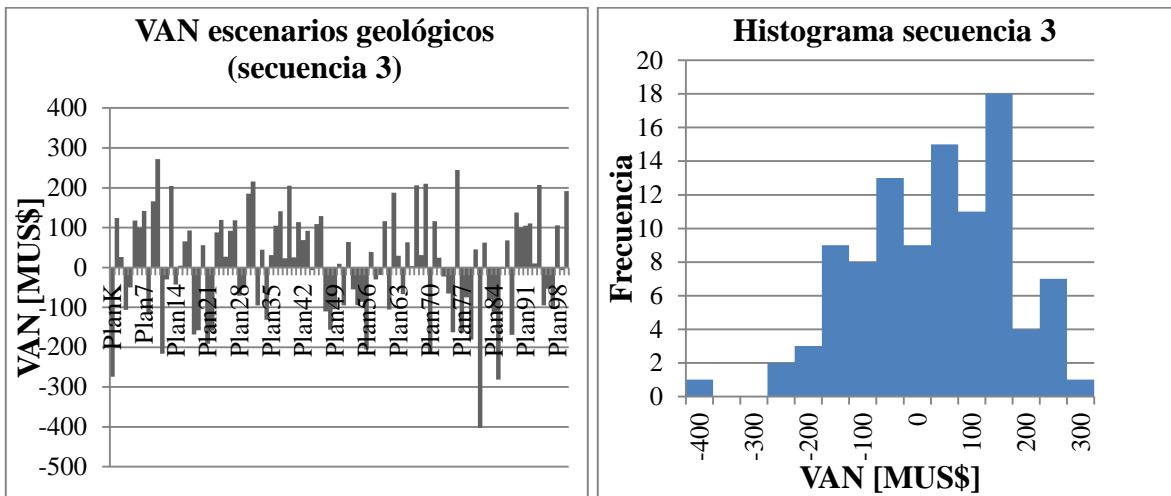 VAN escenarios geológicos
(secuencia 3)
400
300
200
100
0
-100
-200
-300
-400
-500
VAN [MUS$]
PlanK
Plan7
Plan14
Plan21
Plan28
Plan35
Plan42
Plan49
Plan56
Plan63
Plan70
Plan77
Plan84
Plan91
Plan98
Histograma secuencia 3
20
18
16
14
12
10
8
6
4
2
0
Frecuencia
-400
-300
-200
-100
0
100
200
300
VAN [MUS$]